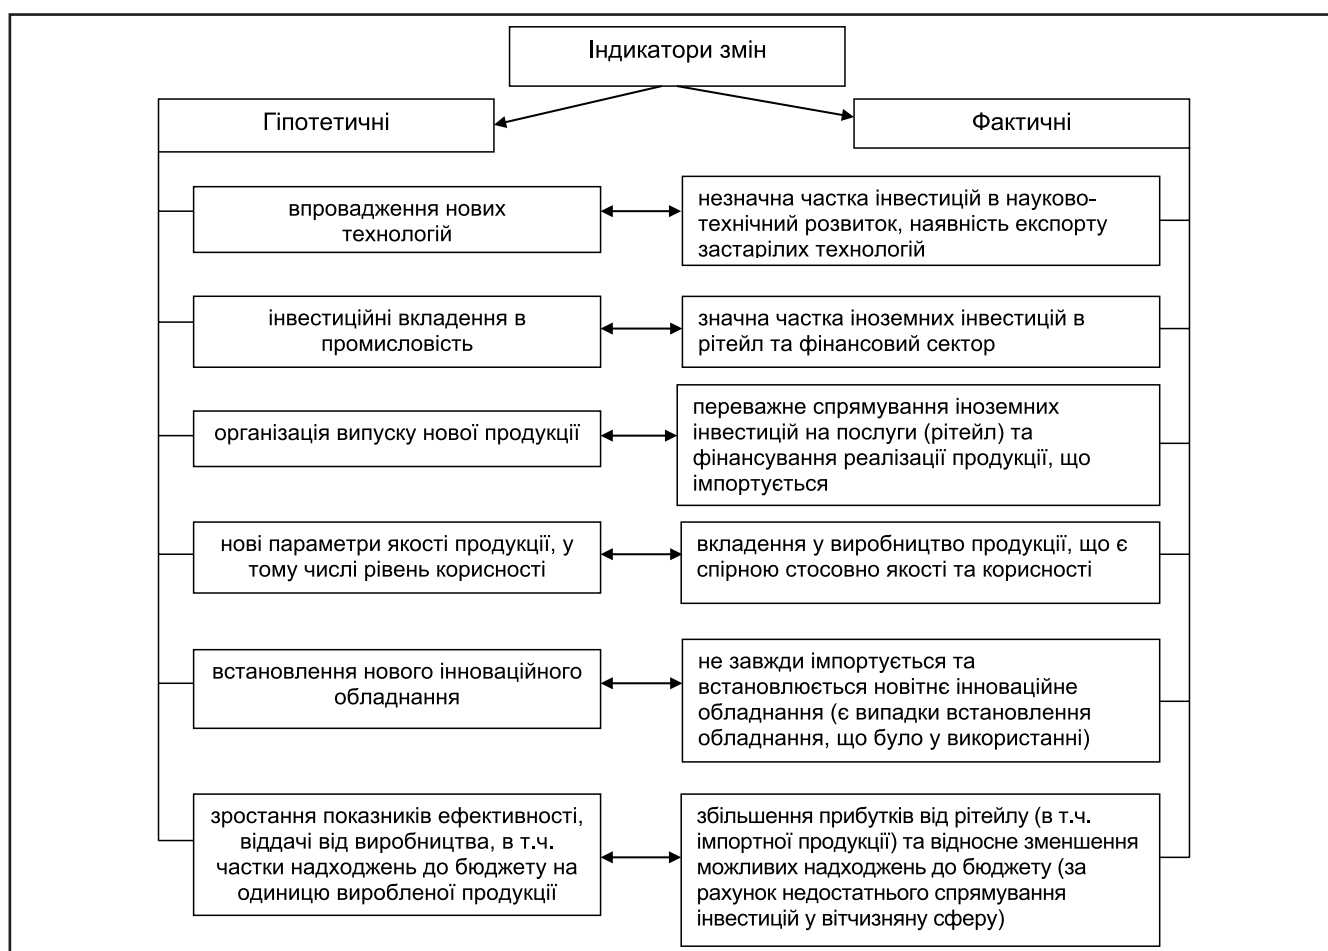 Індикатори змін
Гіпотетичні
Фактичні
впровадження нових
технологій
незначна частка інвестицій в науково-
технічний розвиток, наявність експорту
застарілих технологій
інвестиційні вкладення в
промисловість
значна частка іноземних інвестицій в
рітейл та фінансовий сектор
організація випуску нової продукції
переважне спрямування іноземних
інвестицій на послуги (рітейл) та
фінансування реалізації продукції, що
імпортується
нові параметри якості продукції, у
тому числі рівень корисності
вкладення у виробництво продукції, що є
спірною стосовно якості та корисності
встановлення нового інноваційного
обладнання
не завжди імпортується та
встановлюється новітнє інноваційне
обладнання (є випадки встановлення
обладнання, що було у використанні)
зростання показників ефективності,
віддачі від виробництва, в т.ч.
частки надходжень до бюджету на
одиницю виробленої продукції
збільшення прибутків від рітейлу (в т.ч.
імпортної продукції) та відносне зменшення
можливих надходжень до бюджету (за
рахунок недостатнього спрямування
інвестицій у вітчизняну сферу)